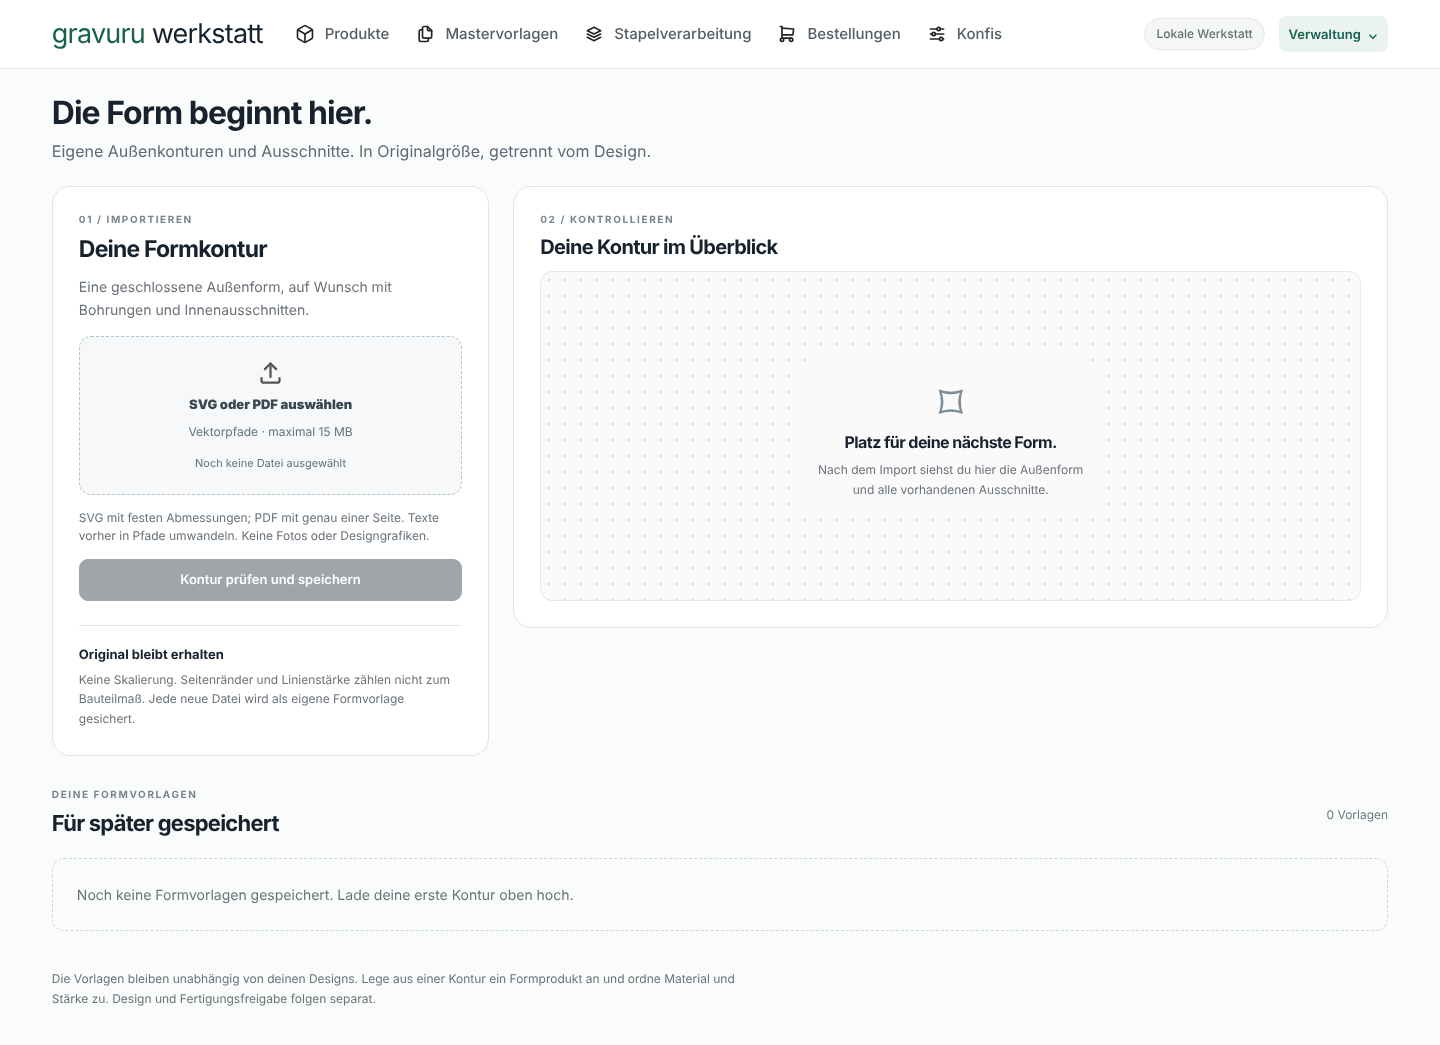 gravuru werkstatt
Produkte
Mastervorlagen
Stapelverarbeitung
Bestellungen
Konfis
Lokale Werkstatt
Verwaltung
Die Form beginnt hier.
Eigene Außenkonturen und Ausschnitte. In Originalgröße, getrennt vom Design.
01 / IMPORTIEREN
Deine Formkontur
Eine geschlossene Außenform, auf Wunsch mit
Bohrungen und Innenausschnitten.
SVG oder PDF auswählen
Vektorpfade · maximal 15 MB
Noch keine Datei ausgewählt
SVG mit festen Abmessungen; PDF mit genau einer Seite. Texte
vorher in Pfade umwandeln. Keine Fotos oder Designgrafiken.
Kontur prüfen und speichern
Original bleibt erhalten
Keine Skalierung. Seitenränder und Linienstärke zählen nicht zum
Bauteilmaß. Jede neue Datei wird als eigene Formvorlage
gesichert.
02 / KONTROLLIEREN
Deine Kontur im Überblick
Platz für deine nächste Form.
Nach dem Import siehst du hier die Außenform
und alle vorhandenen Ausschnitte.
DEINE FORMVORLAGEN
Für später gespeichert
0 Vorlagen
Noch keine Formvorlagen gespeichert. Lade deine erste Kontur oben hoch.
Die Vorlagen bleiben unabhängig von deinen Designs. Lege aus einer Kontur ein Formprodukt an und ordne Material und
Stärke zu. Design und Fertigungsfreigabe folgen separat.